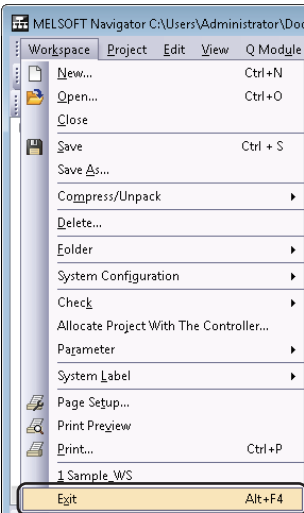 MELSOFT Navigator C:\Users\Administrator\Doc
Workspace Project Edit View Q Module
New... Ctrl+N
Open... Ctrl+O
Close
Save Ctrl + S
Save As...
Compress/Unpack
Delete...
Folder
System Configuration
Check
Allocate Project With The Controller...
Parameter
System Label
Page Setup...
Print Preview
Print... Ctrl+P
1 Sample_WS
Exit Alt+F4